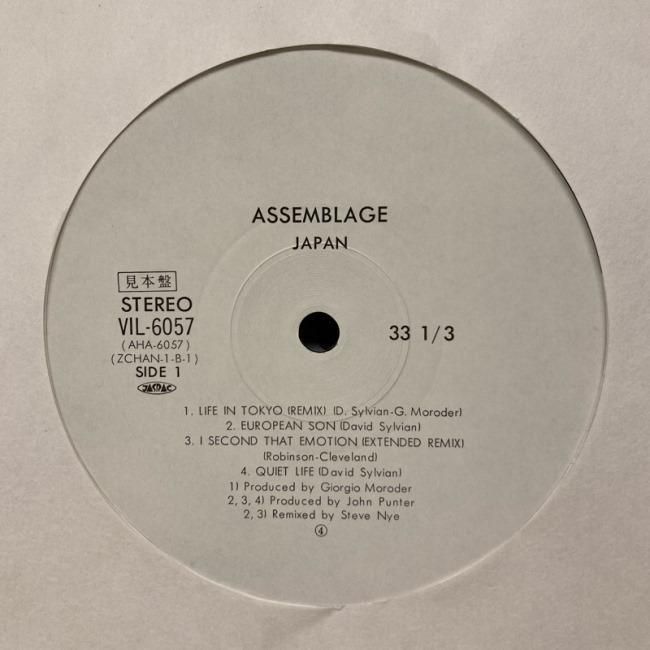 ASSEMBLAGE
JAPAN
見本盤
STEREO
VIL-6057
(AHA-6057)
(ZCHAN-1-B-1)
SIDE 1
JASRAC
33 1/3
1. LIFE IN TOKYO (REMIX) (D. Sylvian-G. Moroder)
2. EUROPEAN SON (David Sylvian)
3. I SECOND THAT EMOTION (EXTENDED REMIX)
(Robinson-Cleveland)
4. QUIET LIFE (David Sylvian)
1) Produced by Giorgio Moroder
2, 3, 4) Produced by John Punter
2, 3) Remixed by Steve Nye
④